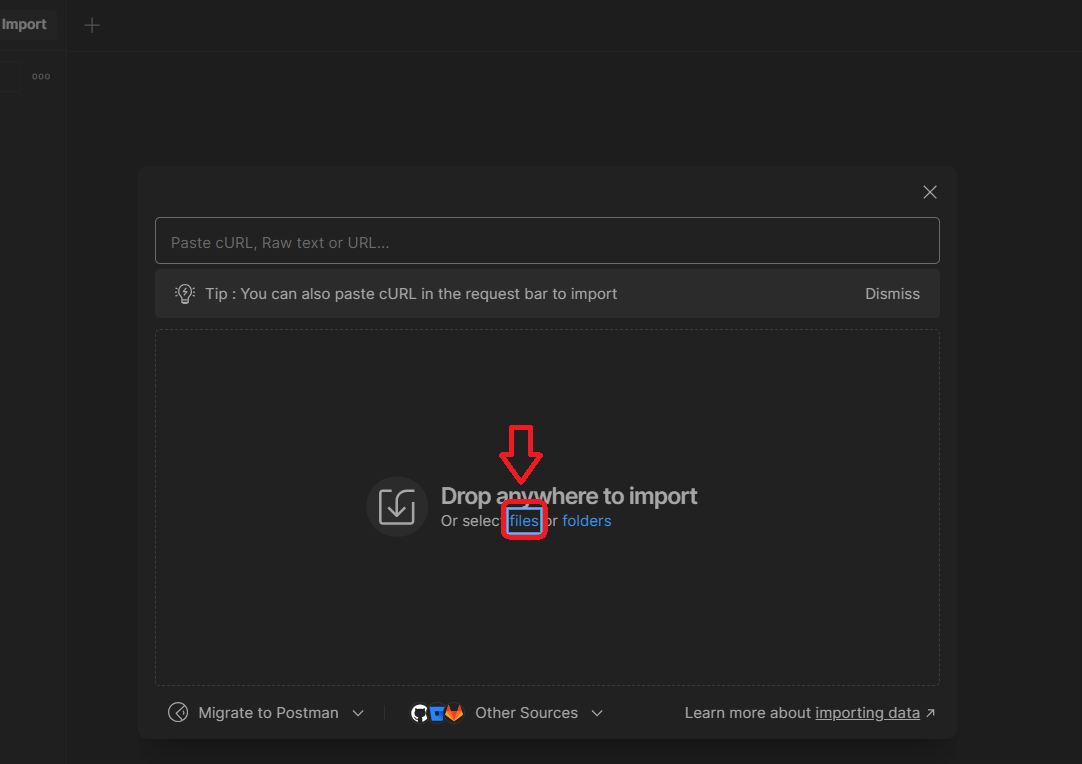 Import
Paste cURL, Raw text or URL...
Tip : You can also paste cURL in the request bar to import
Dismiss
Drop anywhere to import
Or select files or folders
Migrate to Postman
Other Sources
Learn more about importing data ↗